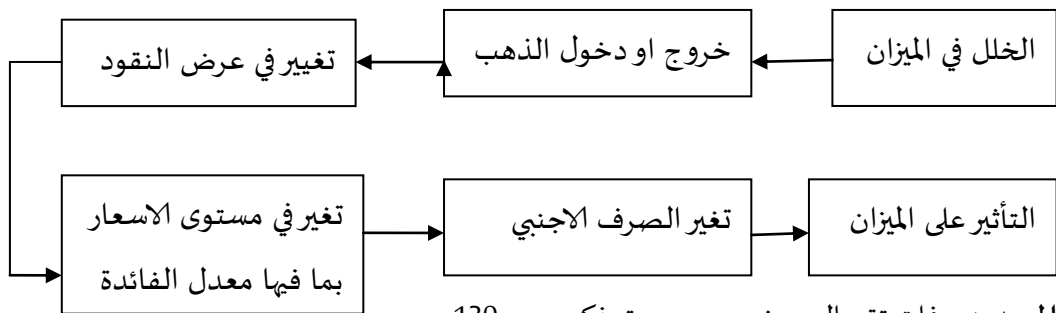 الخلل في الميزان
خروج او دخول الذهب
تغيير في عرض النقود
تغير في مستوى الاسعار
بما فيها معدل الفائدة
تغير الصرف الاجنبي
التأثير على الميزان
139